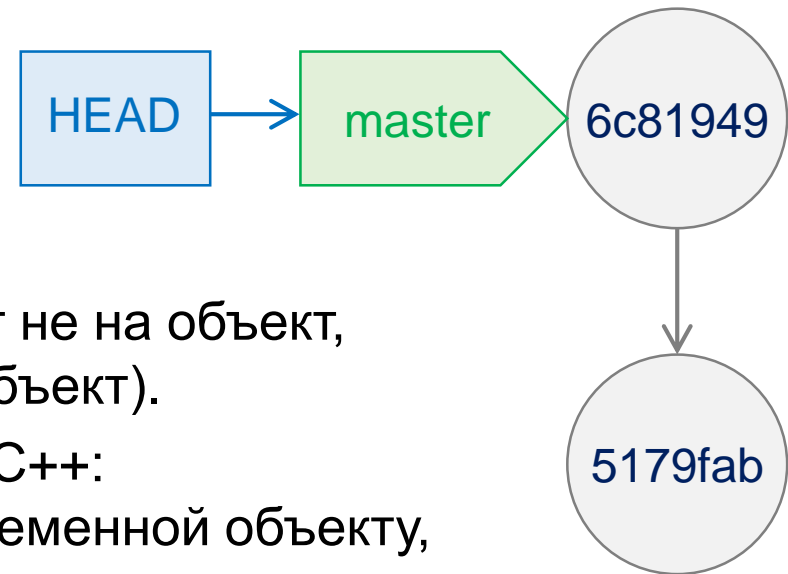 HEAD master 6c81949
т не на объект,
бъект).
C++:
5179fab
еменной объекту,